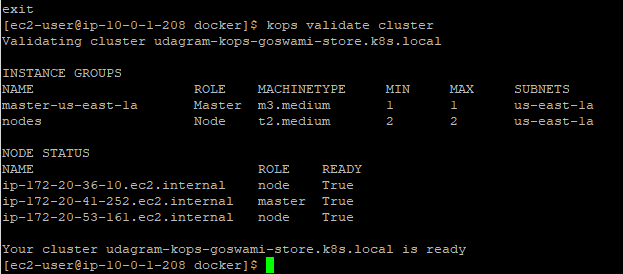 exit
[ec2-user@ip-10-0-1-208 docker]$ kops validate cluster
Validating cluster udagram-kops-goswami-store.k8s.local
INSTANCE GROUPS
NAME ROLE MACHINETYPE MIN MAX SUBNETS
master-us-east-1a Master m3.medium 1 1 us-east-1a
nodes Node t2.medium 2 2 us-east-1a
NODE STATUS
NAME ROLE READY
ip-172-20-36-10.ec2.internal node True
ip-172-20-41-252.ec2.internal master True
ip-172-20-53-161.ec2.internal node True
Your cluster udagram-kops-goswami-store.k8s.local is ready
[ec2-user@ip-10-0-1-208 docker]$